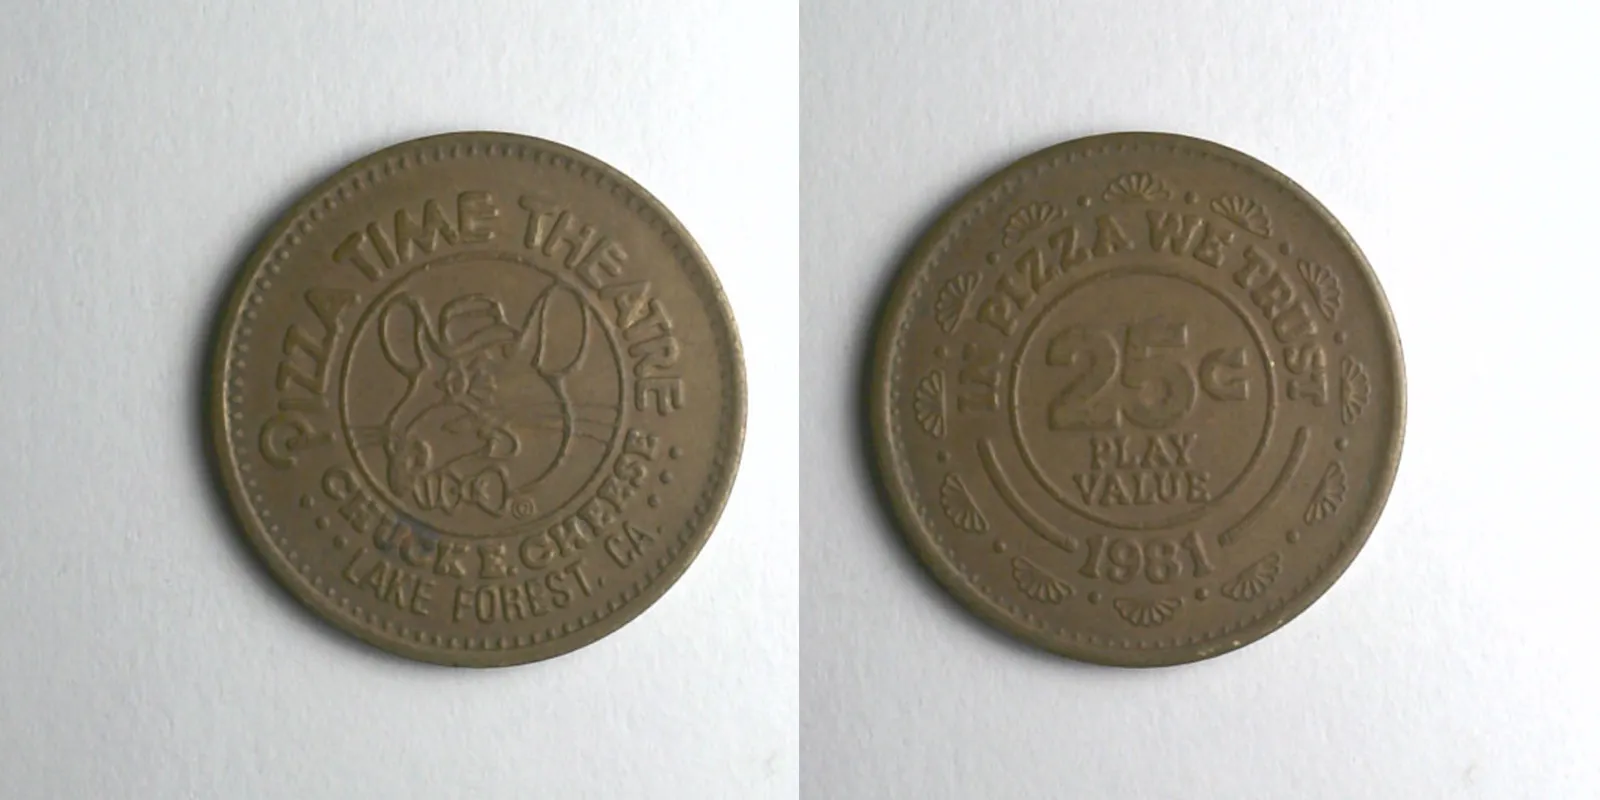 PIZZA TIME THEATRE
©
CHUCK E. CHEESE
LAKE FOREST, CA.
IN PIZZA WE TRUST
25¢
PLAY
VALUE
1981